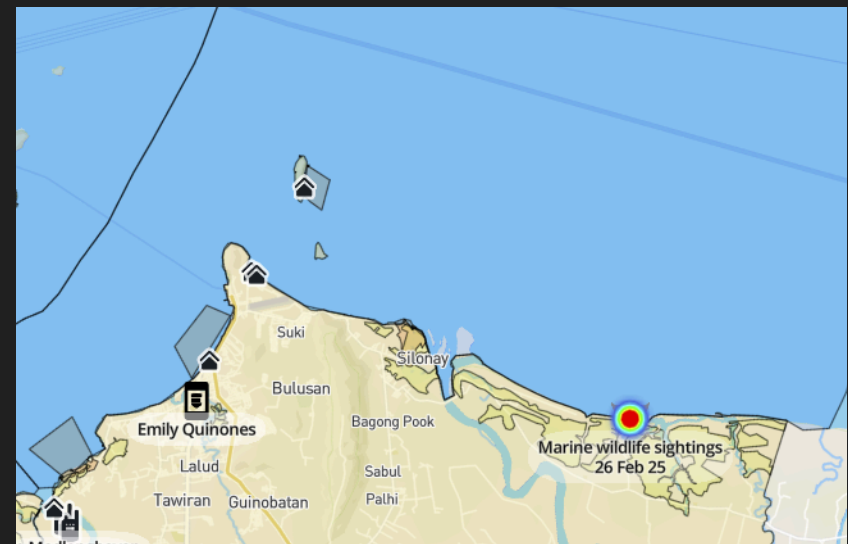 Suki
Silonay
Bulusan
Bagong Pook
Emily Quinones
Marine wildlife sightings
26 Feb 25
Lalud
Sabul
Tawiran
Guinobatan
Palhi